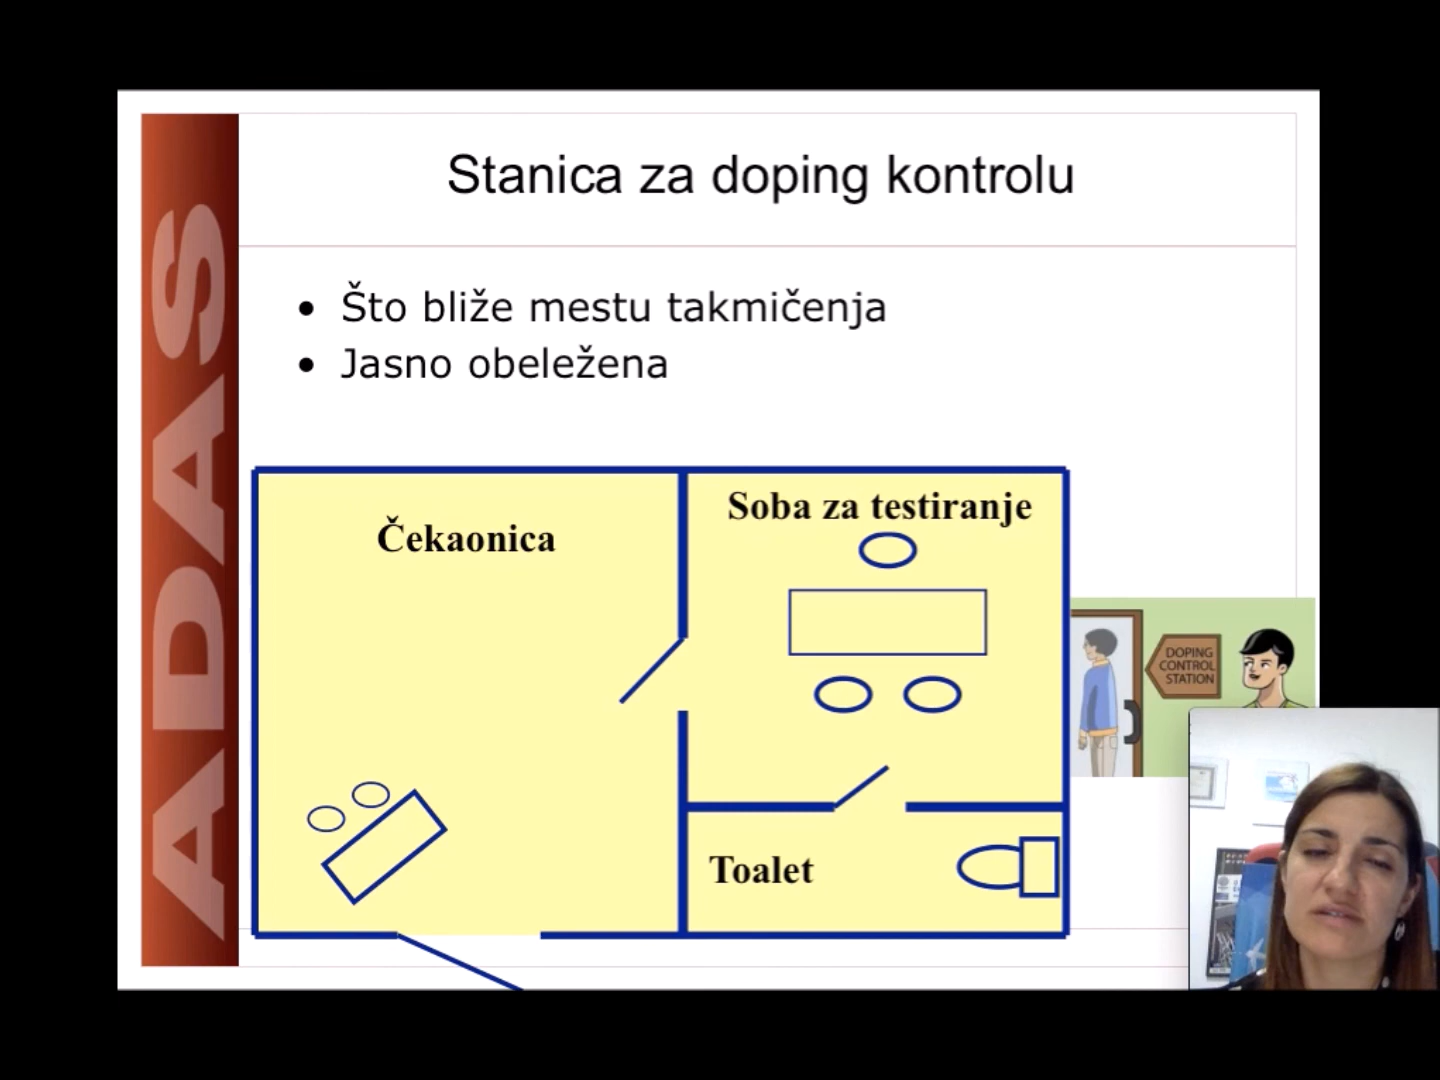 ADAS
Stanica za doping kontrolu
• Što bliže mestu takmičenja
• Jasno obeležena
Čekaonica
Soba za testiranje
Toalet
DOPING
CONTROL
STATION